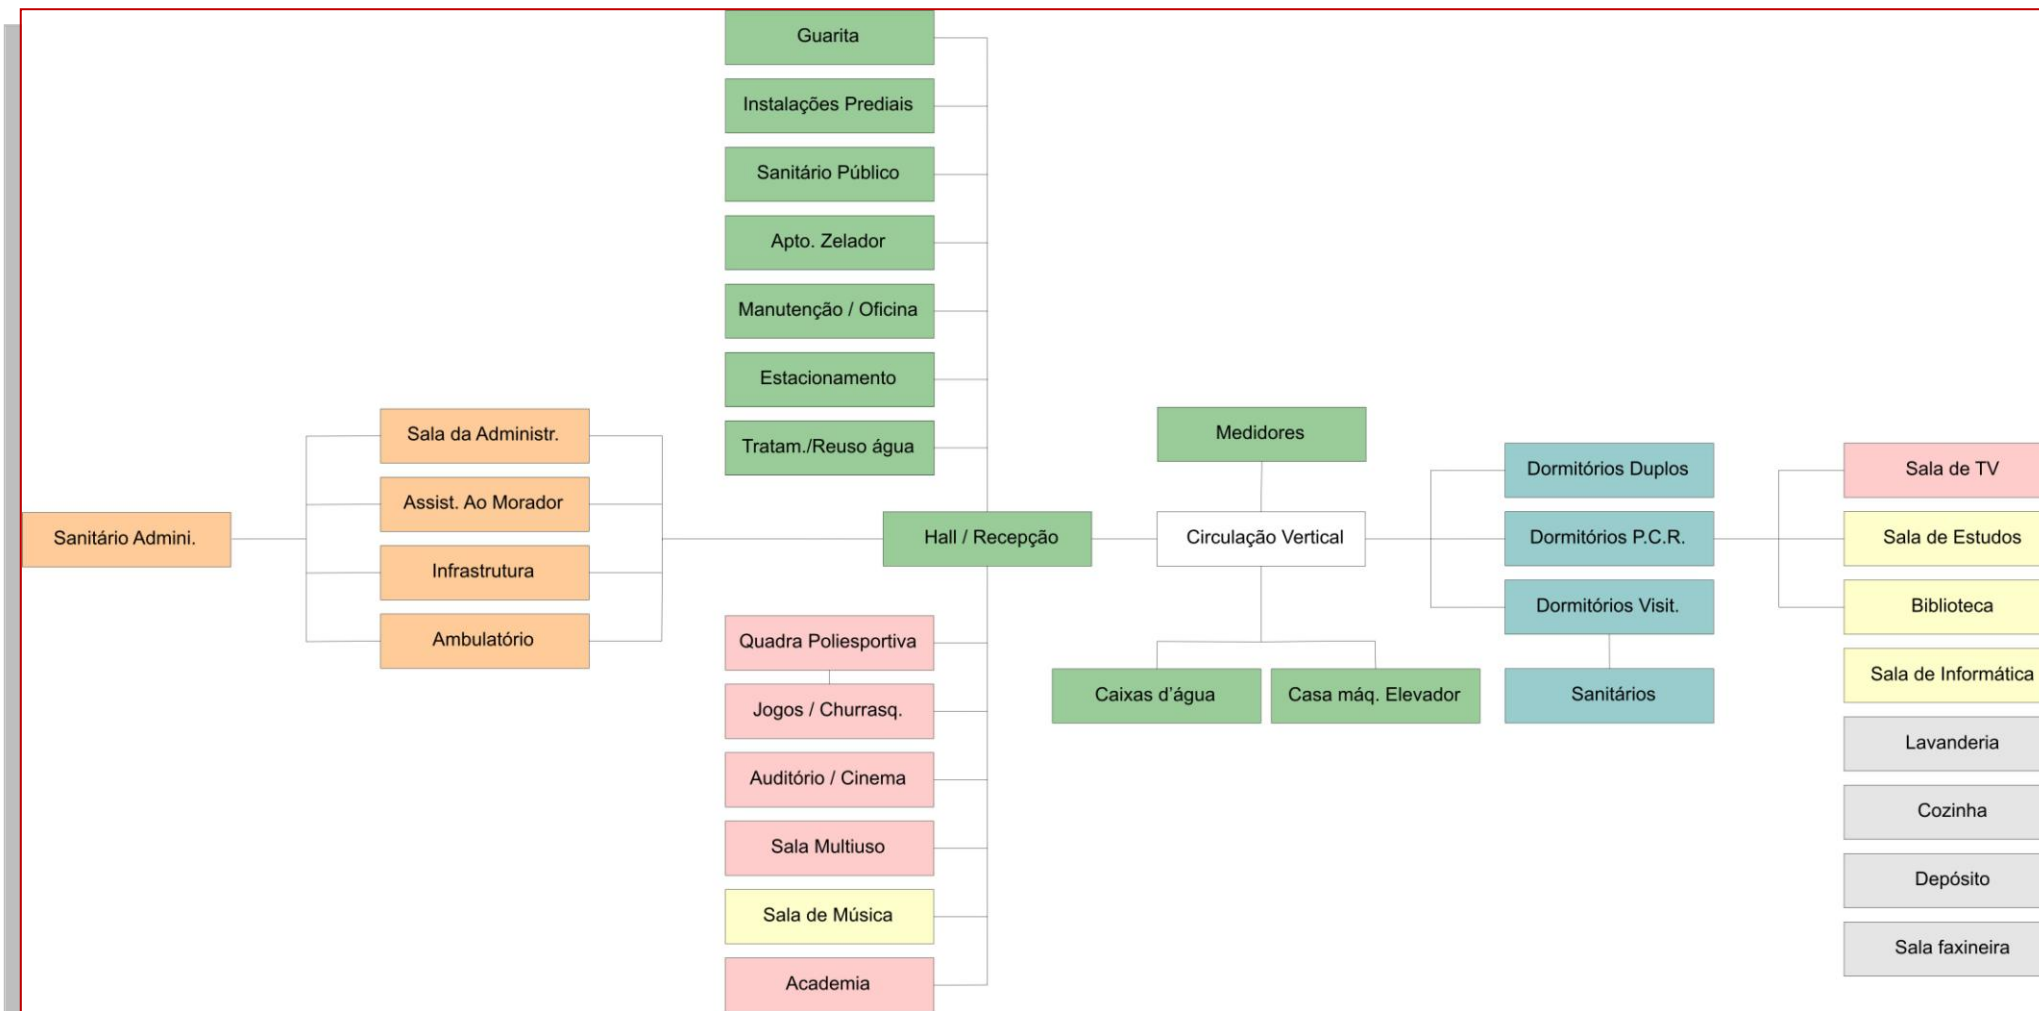 Guarita
Instalações Prediais
Sanitário Público
Apto. Zelador
Manutenção / Oficina
Estacionamento
Tratam./Reuso água
Sala da Administr.
Assist. Ao Morador
Infrastrutura
Ambulatório
Sanitário Admini.
Hall / Recepção
Medidores
Circulação Vertical
Caixas d’água
Casa máq. Elevador
Dormitórios Duplos
Dormitórios P.C.R.
Dormitórios Visit.
Sanitários
Sala de TV
Sala de Estudos
Biblioteca
Sala de Informática
Lavanderia
Cozinha
Depósito
Sala faxineira
Quadra Poliesportiva
Jogos / Churrasq.
Auditório / Cinema
Sala Multiuso
Sala de Música
Academia